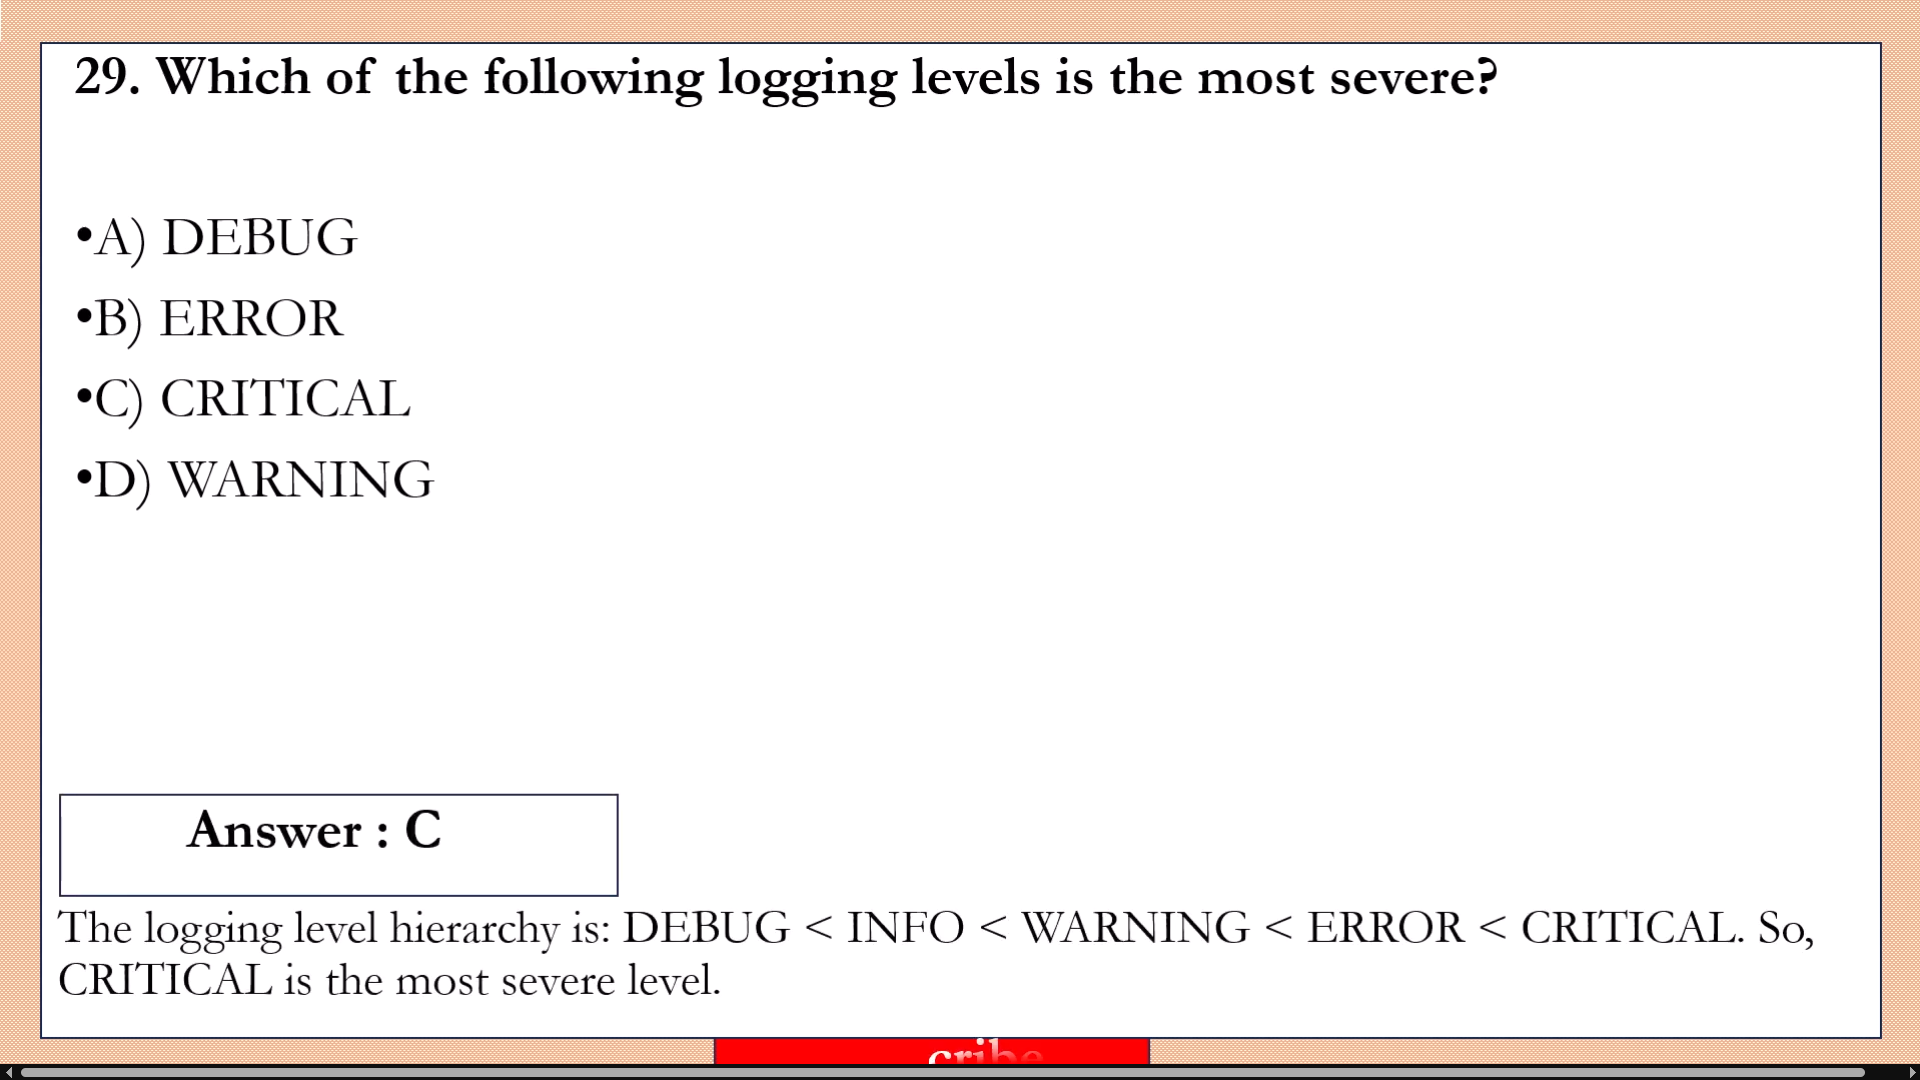 29. Which of the following logging levels is the most severe?
•A) DEBUG
•B) ERROR
•C) CRITICAL
•D) WARNING
Answer : C
The logging level hierarchy is: DEBUG < INFO < WARNING < ERROR < CRITICAL. So,
CRITICAL is the most severe level.
cribe